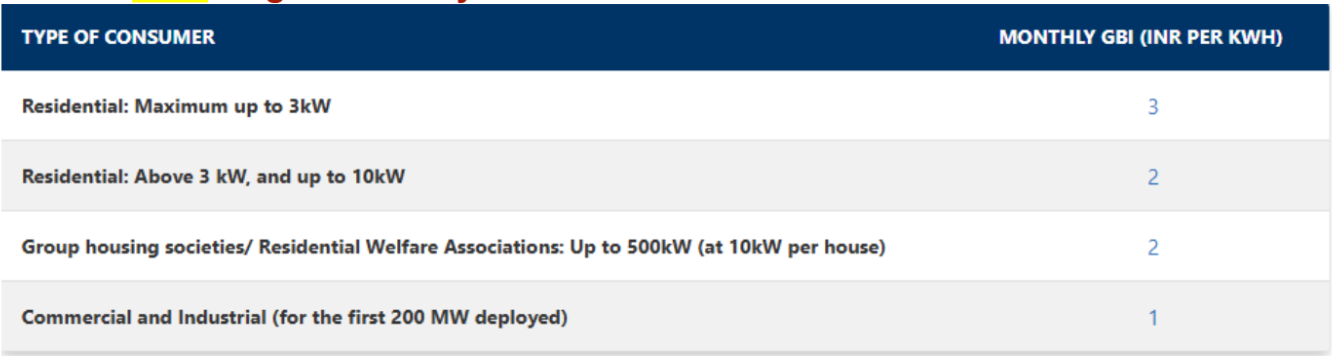 TYPE OF CONSUMER MONTHLY GBI (INR PER KWH)
Residential: Maximum up to 3kW 3
Residential: Above 3 kW, and up to 10kW 2
Group housing societies/ Residential Welfare Associations: Up to 500kW (at 10kW per house) 2
Commercial and Industrial (for the first 200 MW deployed) 1